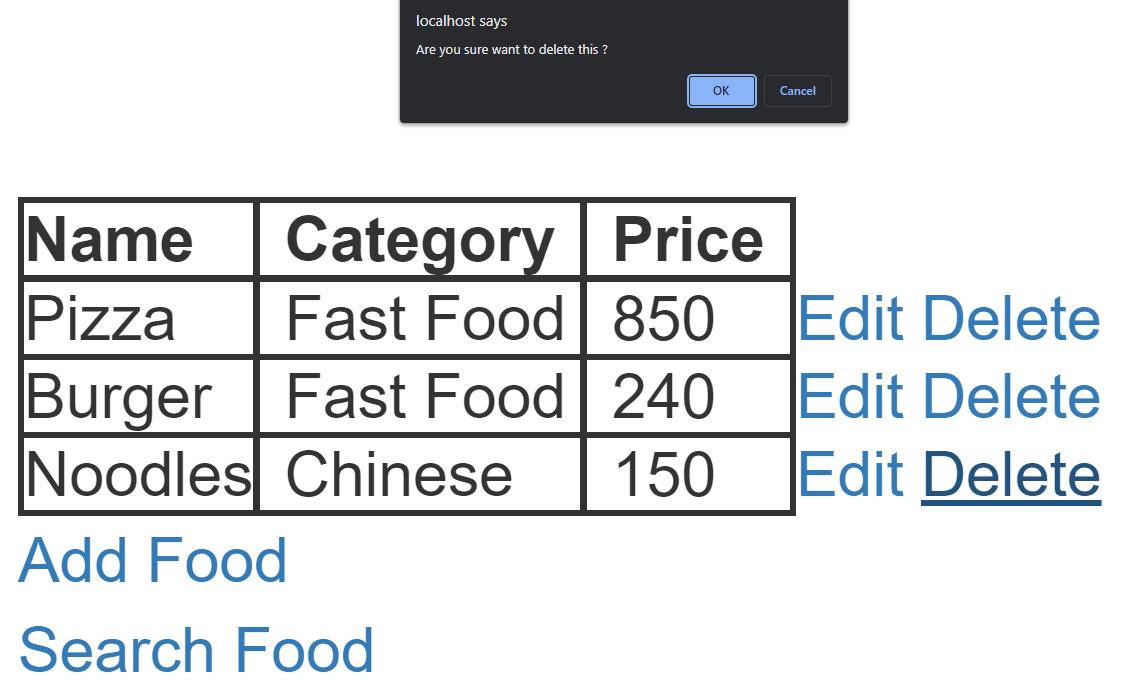 localhost says
Are you sure want to delete this ?
OK Cancel
Name Category Price
Pizza Fast Food 850 Edit Delete
Burger Fast Food 240 Edit Delete
Noodles Chinese 150 Edit Delete
Add Food
Search Food